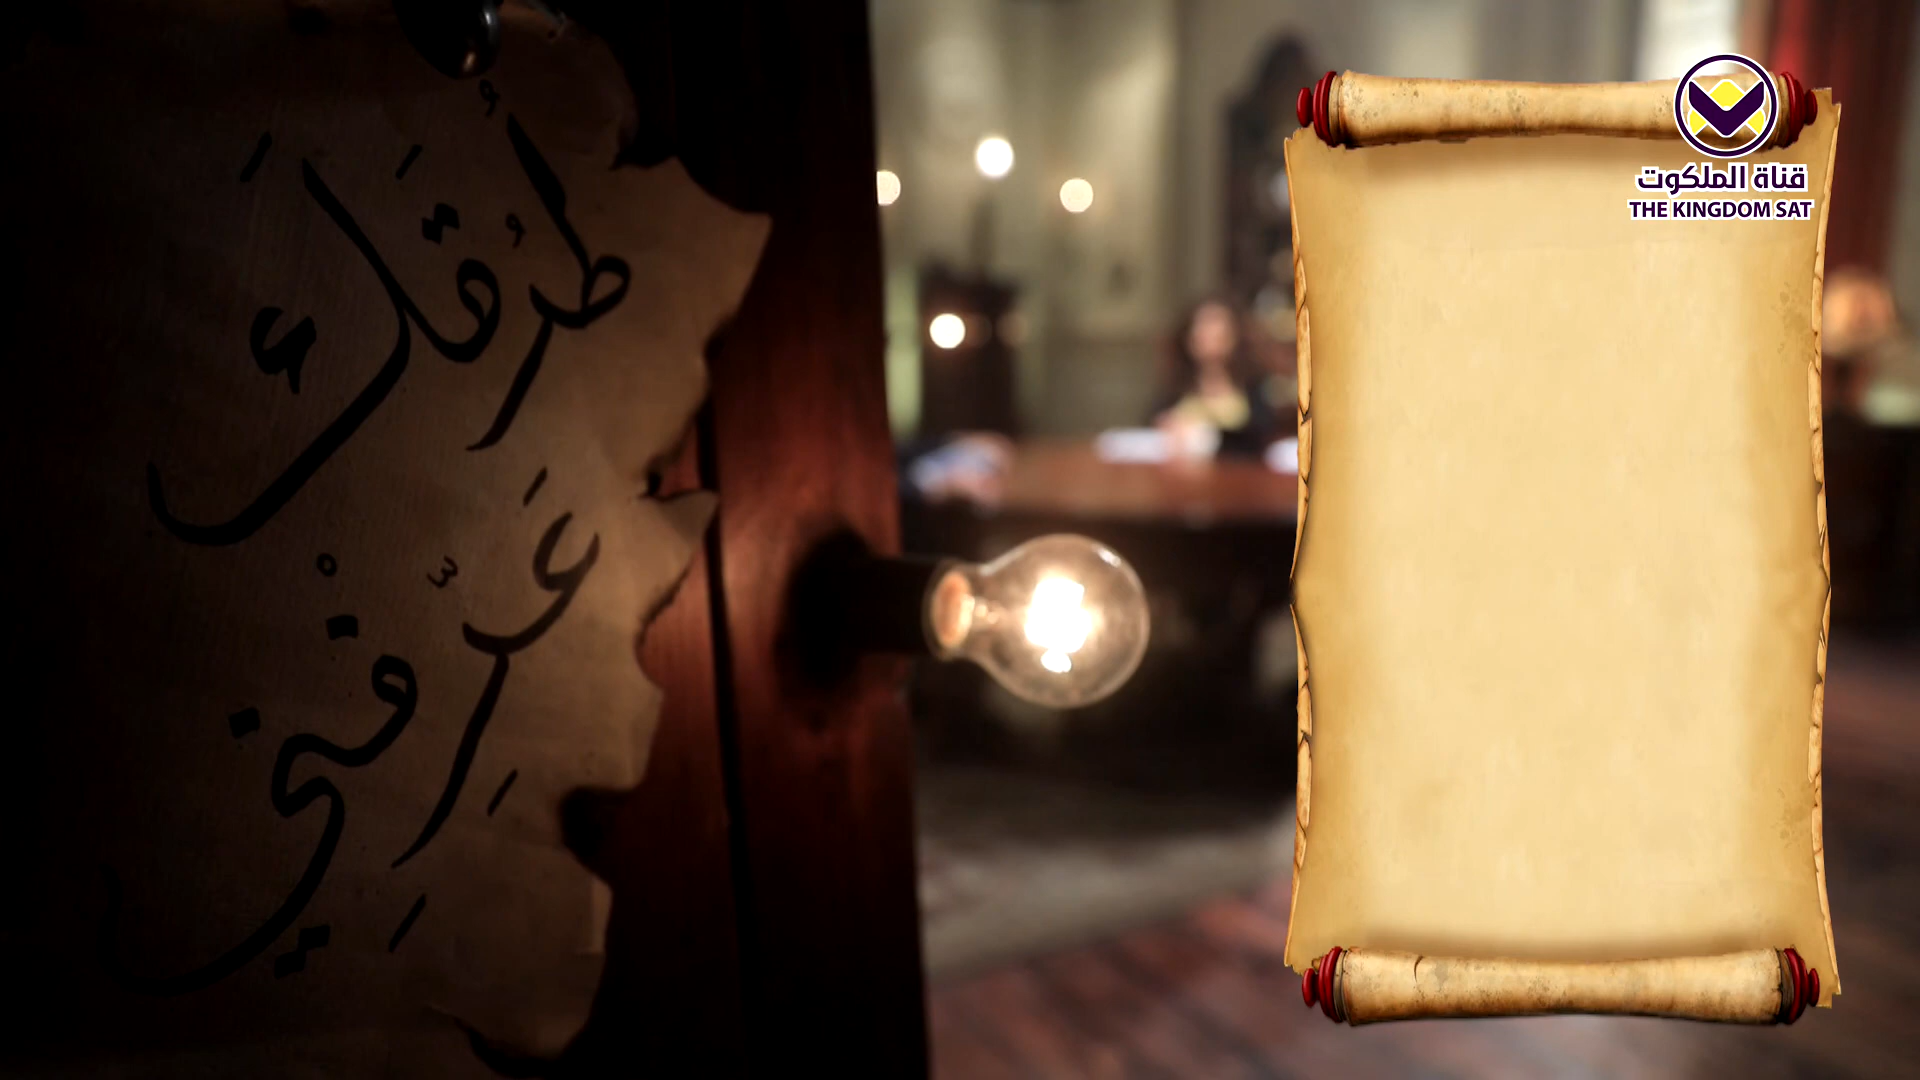 طُرُقَكَ
عَرِّفْنِي
قناة الملكوت
THE KINGDOM SAT